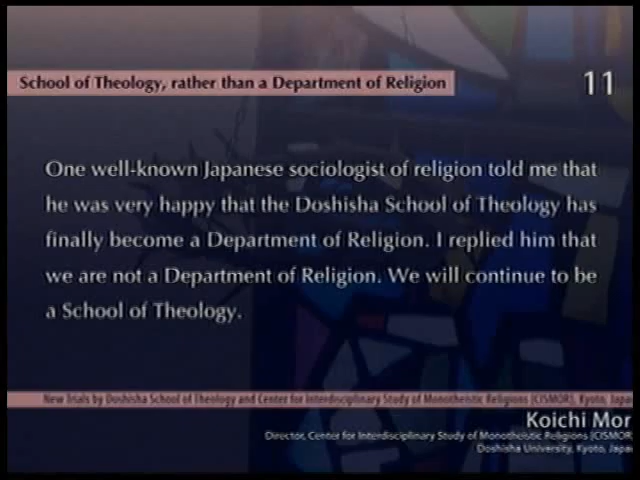 School of Theology, rather than a Department of Religion
11
One well-known Japanese sociologist of religion told me that
he was very happy that the Doshisha School of Theology has
finally become a Department of Religion. I replied him that
we are not a Department of Religion. We will continue to be
a School of Theology.
New Trials by Doshisha School of Theology and Center for Interdisciplinary Study of Monotheistic Religions (CISMOR), Kyoto, Japa
Koichi Mor
Director, Center for Interdisciplinary Study of Monotheistic Religions (CISMOR
Doshisha University, Kyoto, Japa